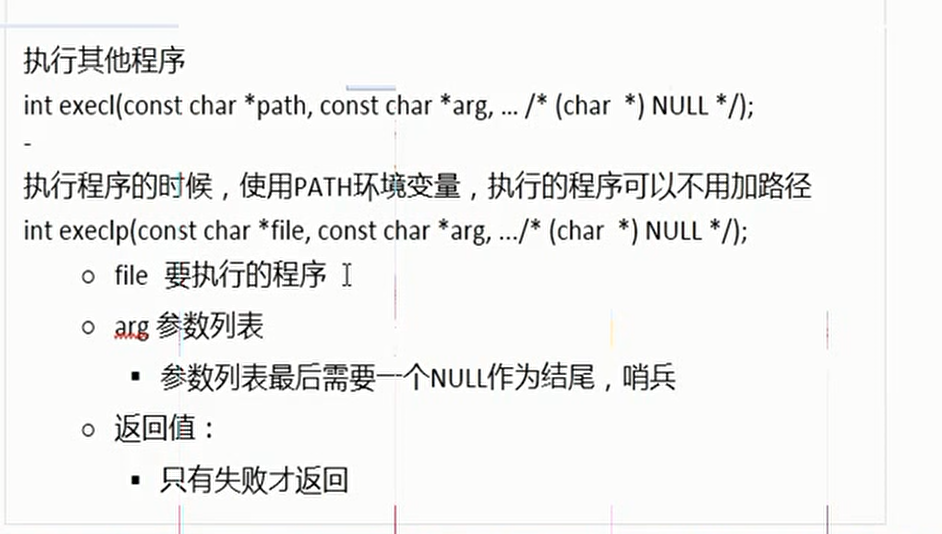 执行其他程序
int execl(const char *path, const char *arg, ... /* (char  *) NULL */);
-
执行程序的时候，使用PATH环境变量，执行的程序可以不用加路径
int execlp(const char *file, const char *arg, .../* (char  *) NULL */);
○ file  要执行的程序
○ arg 参数列表
▪ 参数列表最后需要一个NULL作为结尾，哨兵
○ 返回值：
▪ 只有失败才返回